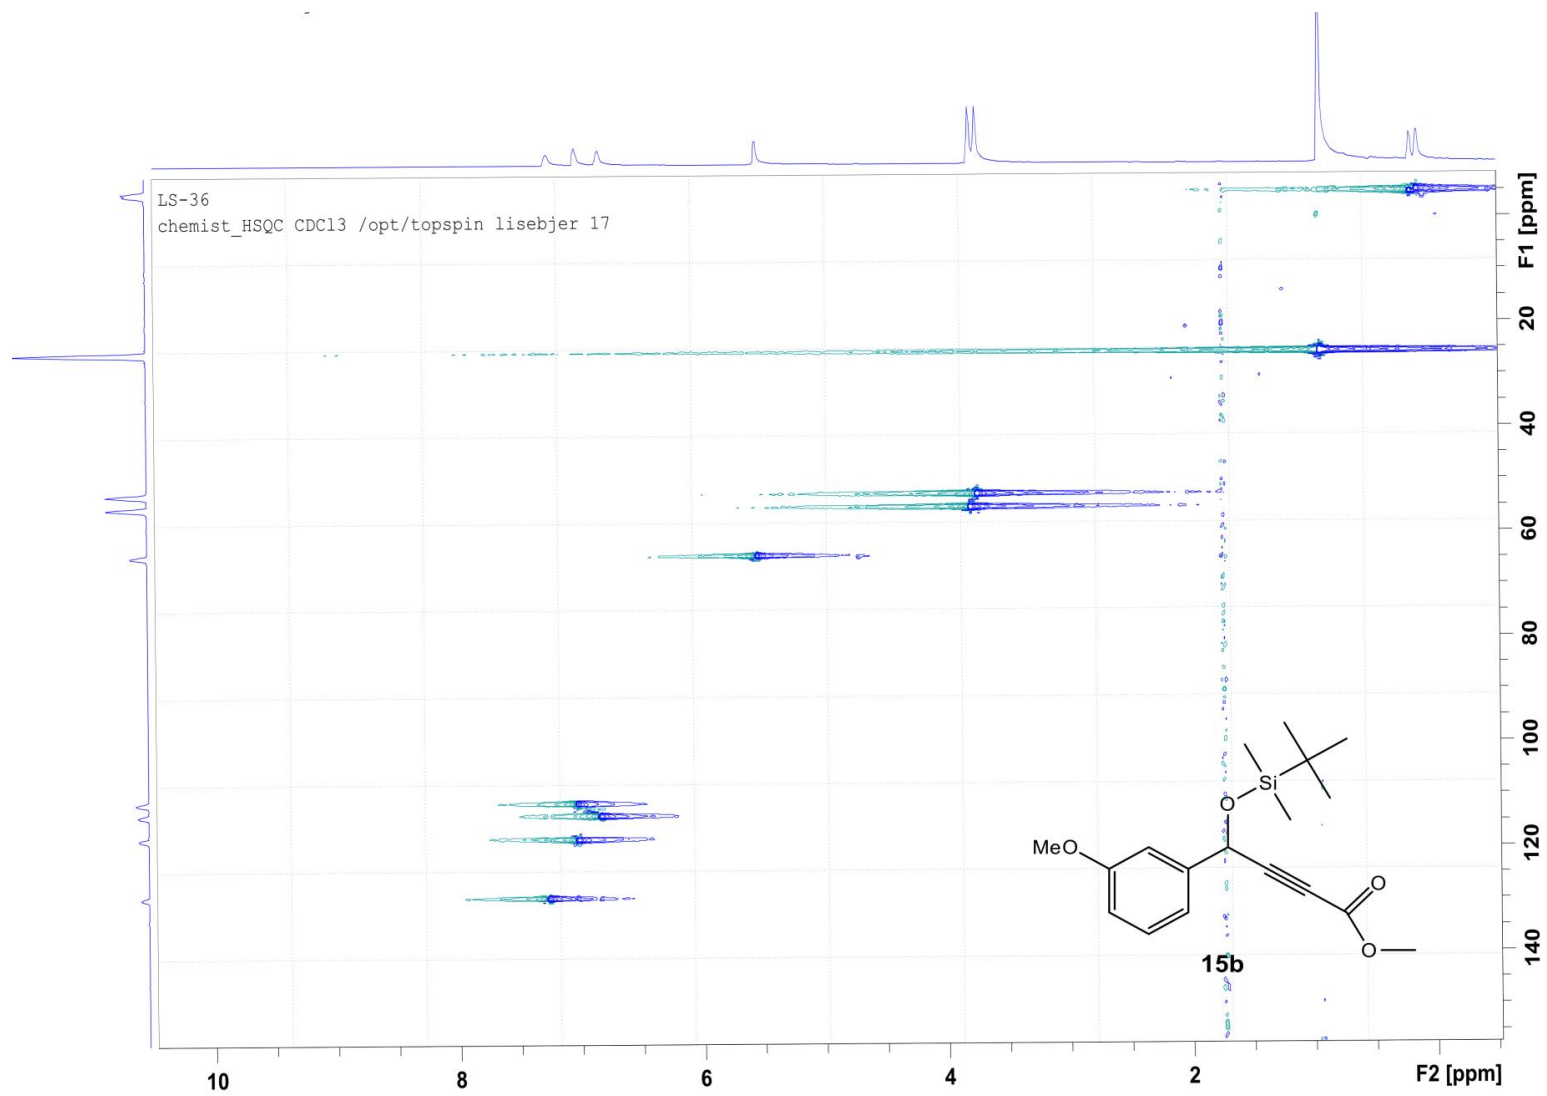 LS-36
chemist_HSQC CDCl3 /opt/topspin lisebjer 17
F1 [ppm]
20
40
60
80
100
120
140
Si
O
MeO
O
O
15b
10
8
6
4
2
F2 [ppm]